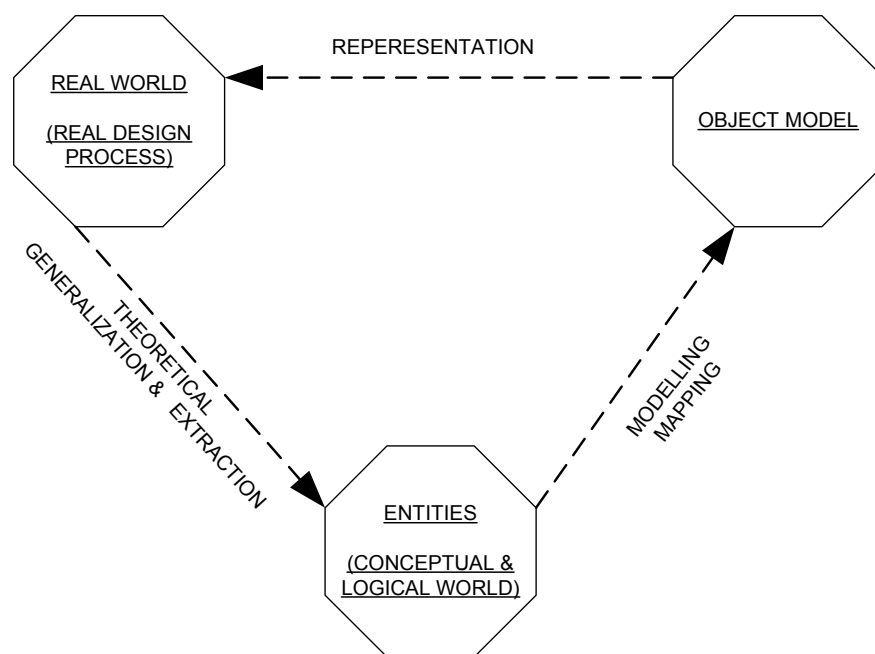 REPERESENTATION
REAL WORLD
(REAL DESIGN
PROCESS)
OBJECT MODEL
THEORETICAL
GENERALIZATION & EXTRACTION
MODELLING
MAPPING
ENTITIES
(CONCEPTUAL &
LOGICAL WORLD)